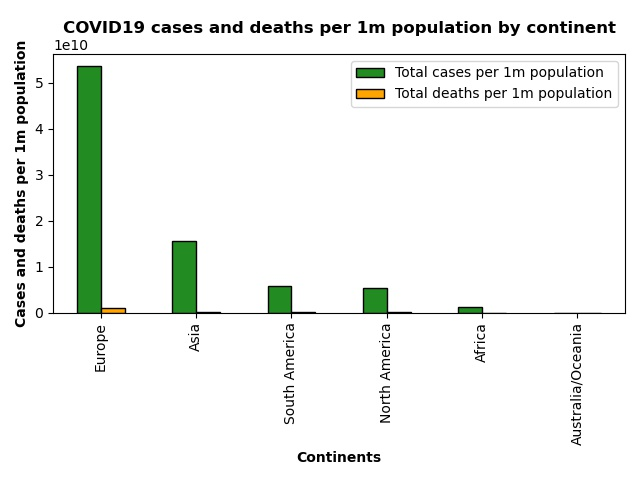 COVID19 cases and deaths per 1m population by continent
1e10
Cases and deaths per 1m population
5
4
3
2
1
0
Total cases per 1m population
Total deaths per 1m population
Europe
Asia
South America
North America
Africa
Australia/Oceania
Continents